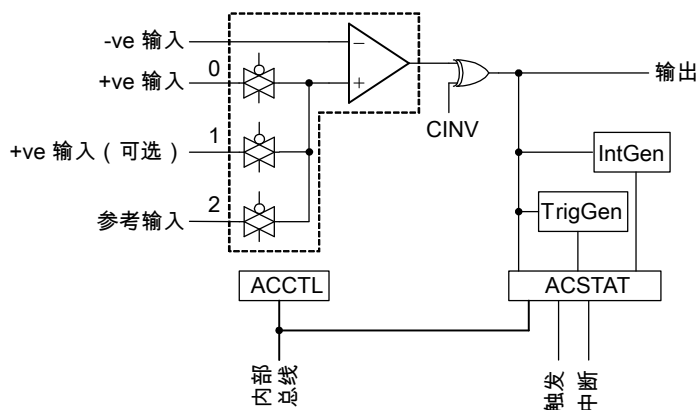 -ve 输入
0
+ve 输入
1
+ve 输入 ( 可选 )
2
参考输入
−
+
CINV
输出
IntGen
TrigGen
ACCTL
ACSTAT
内部
总线
触发
中断